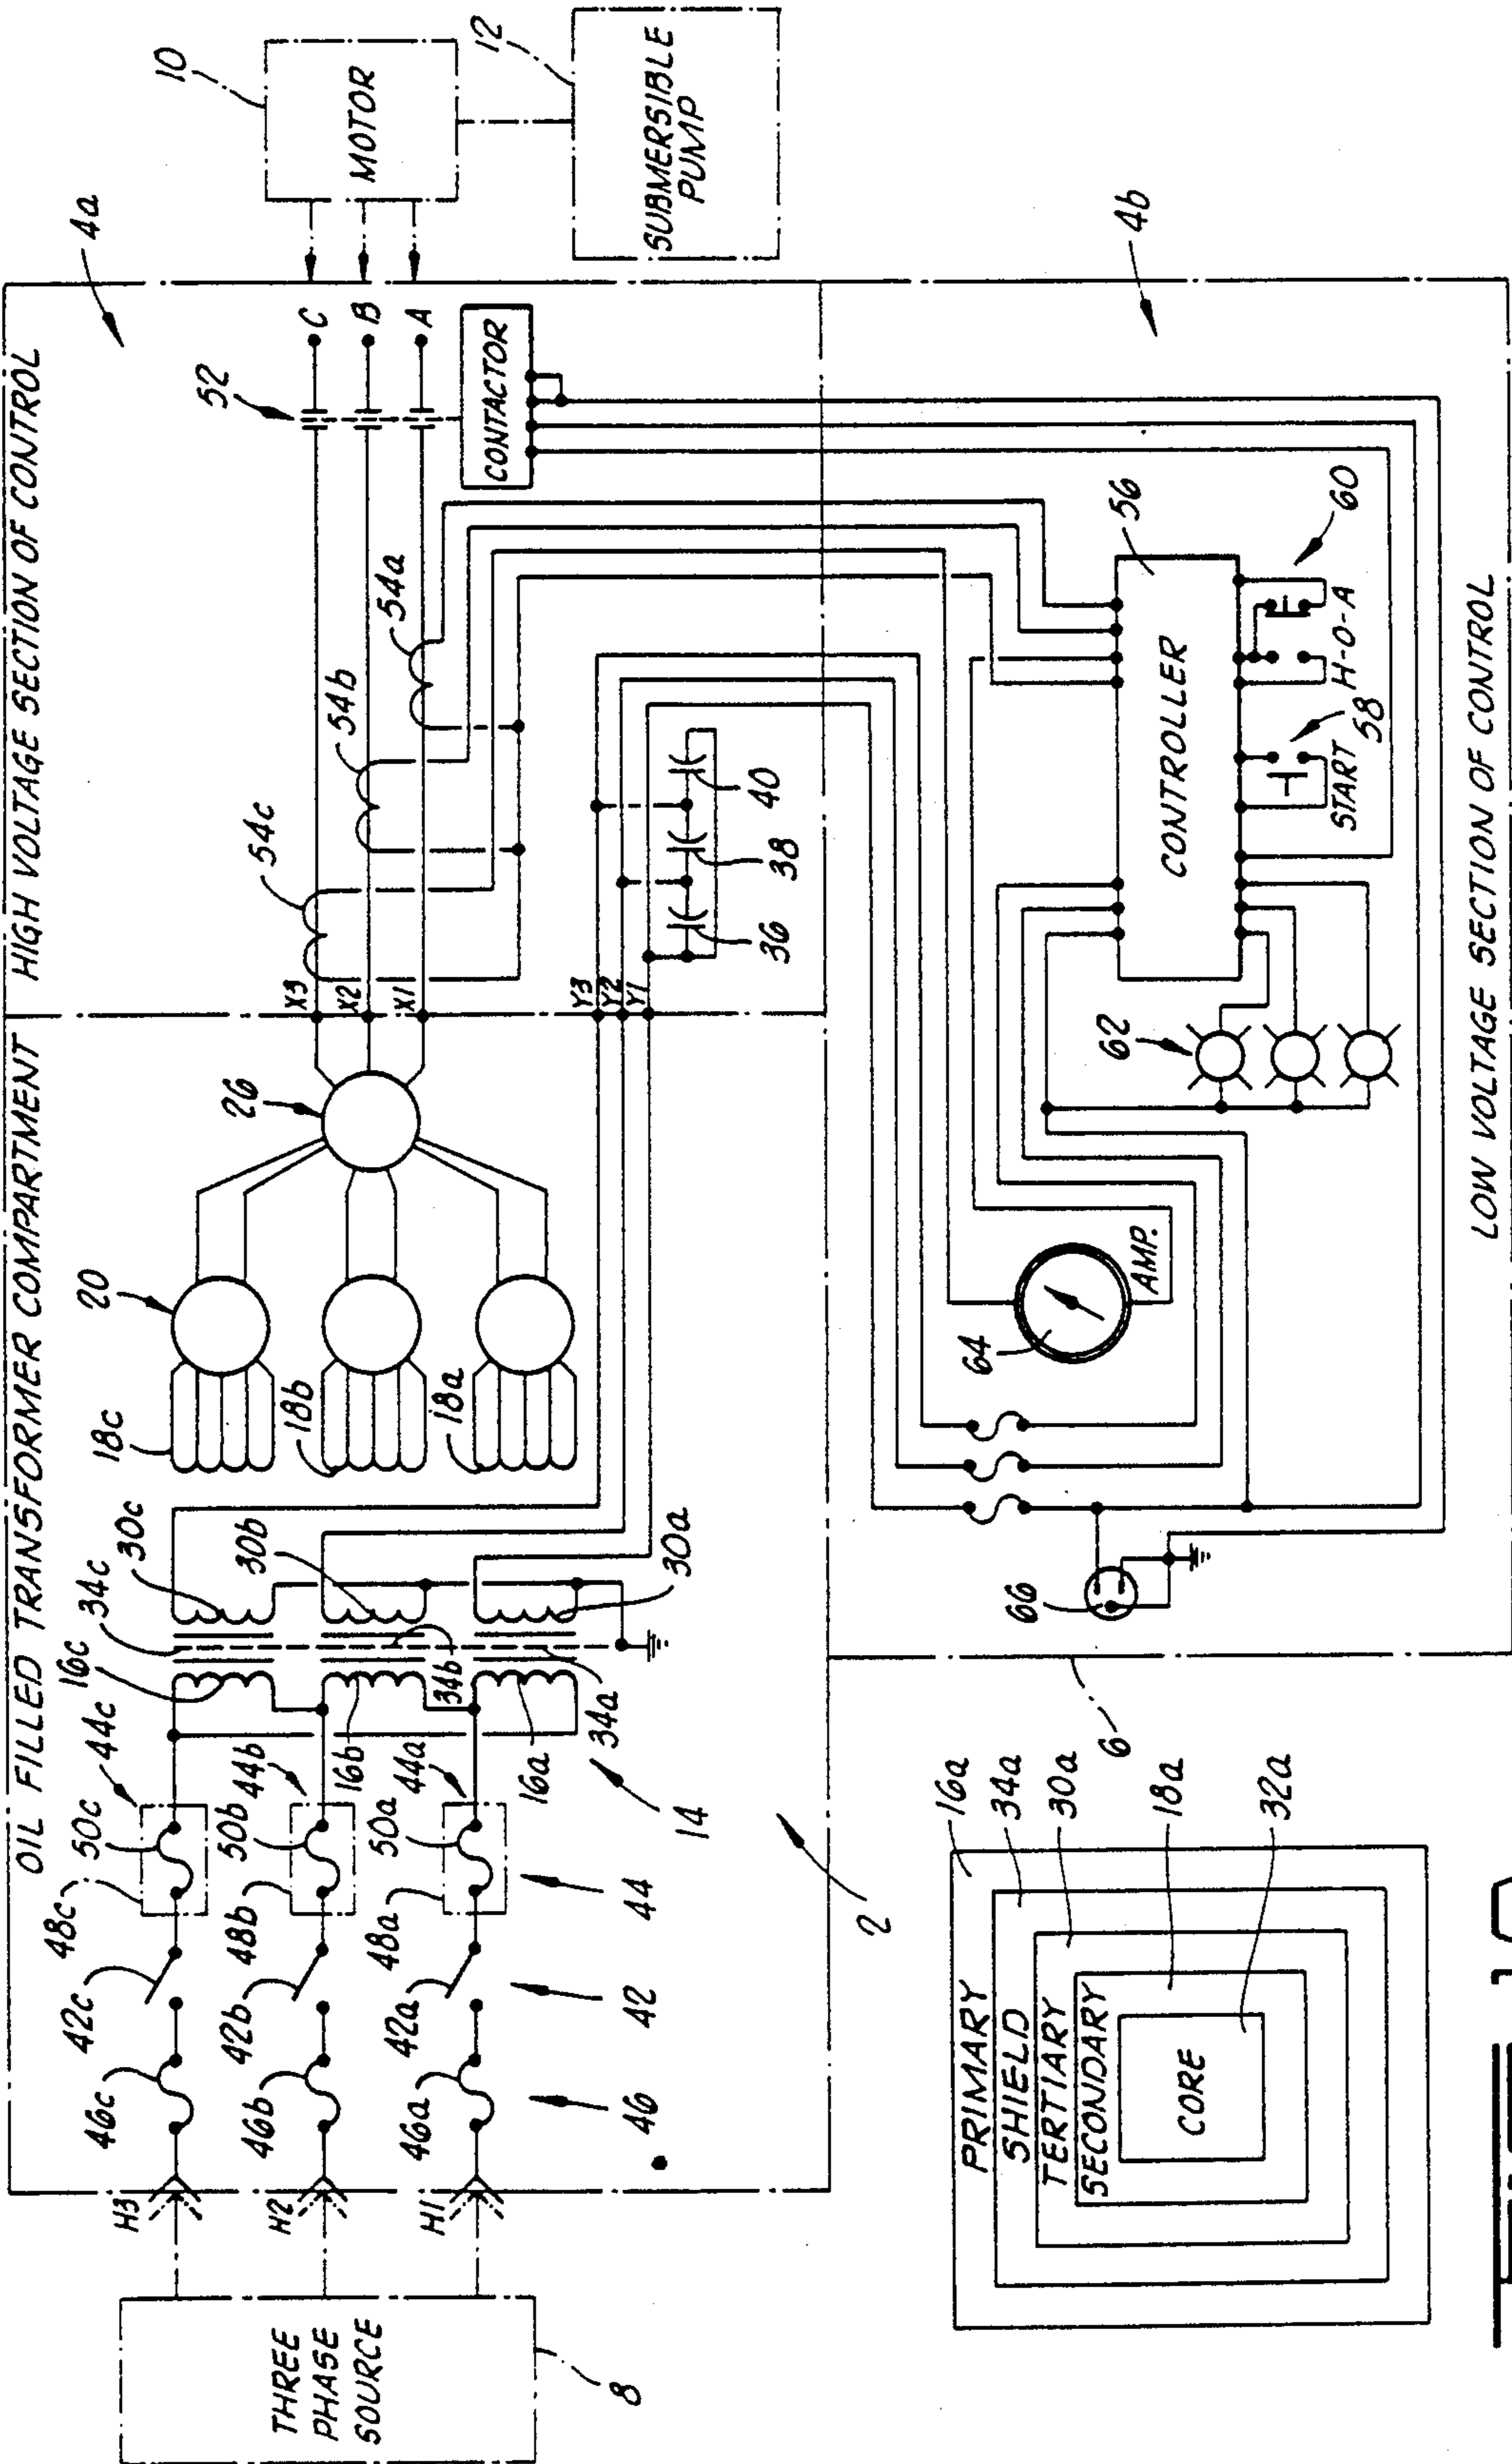 OIL FILLED TRANSFORMER COMPARTMENT
HIGH VOLTAGE SECTION OF CONTROL
THREE
PHASE
SOURCE
8
H3
H2
H1
46c
46b
46a
46
42c
42b
42a
42
48c
48b
48a
44
50c
50b
50a
44c
44b
44a
14
2
16c
16b
16a
34c
34b
34a
30c
30b
30a
18c
18b
18a
20
26
X3
X2
X1
Y3
Y2
Y1
54c
54b
54a
36
38
40
52
C
B
A
CONTACTOR
4a
10
MOTOR
12
SUBMERSIBLE
PUMP
4b
6
66
64
AMP.
62
CONTROLLER
56
START
58
H-O-A
60
LOW VOLTAGE SECTION OF CONTROL
PRIMARY
SHIELD
TERTIARY
SECONDARY
CORE
16a
34a
30a
18a
32a